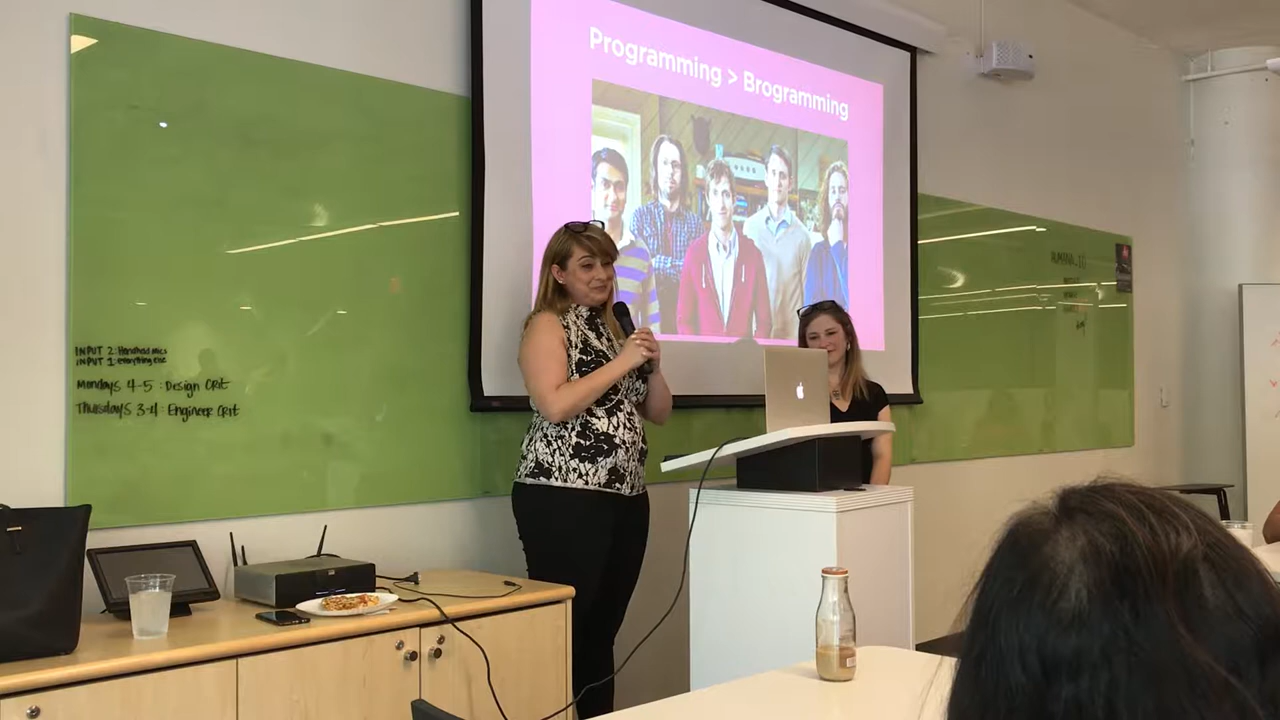 Programming > Brogramming
INPUT 2: Handheld mics
INPUT 1: everything else
Mondays 4-5 : Design Crit
Thursdays 3-4 : Engineer Crit